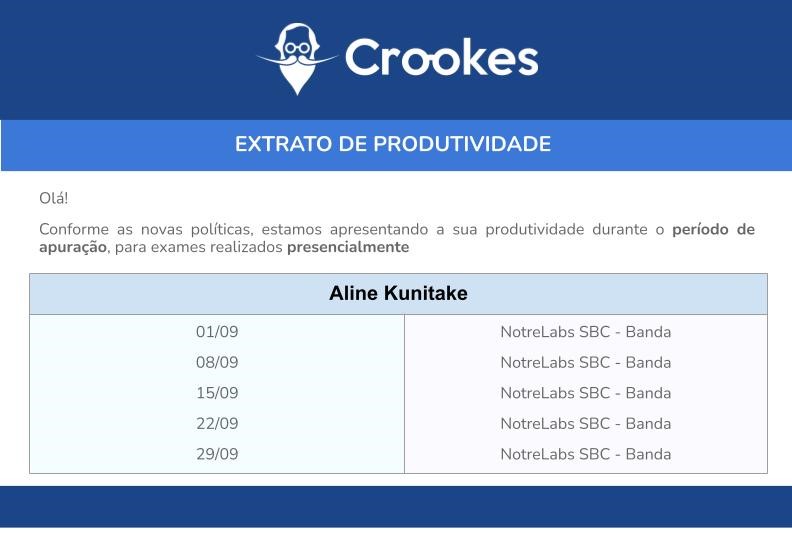 Crookes
EXTRATO DE PRODUTIVIDADE
Olá!
Conforme as novas políticas, estamos apresentando a sua produtividade durante o período de
apuração, para exames realizados presencialmente
Aline Kunitake
01/09 NotreLabs SBC - Banda
08/09 NotreLabs SBC - Banda
15/09 NotreLabs SBC - Banda
22/09 NotreLabs SBC - Banda
29/09 NotreLabs SBC - Banda